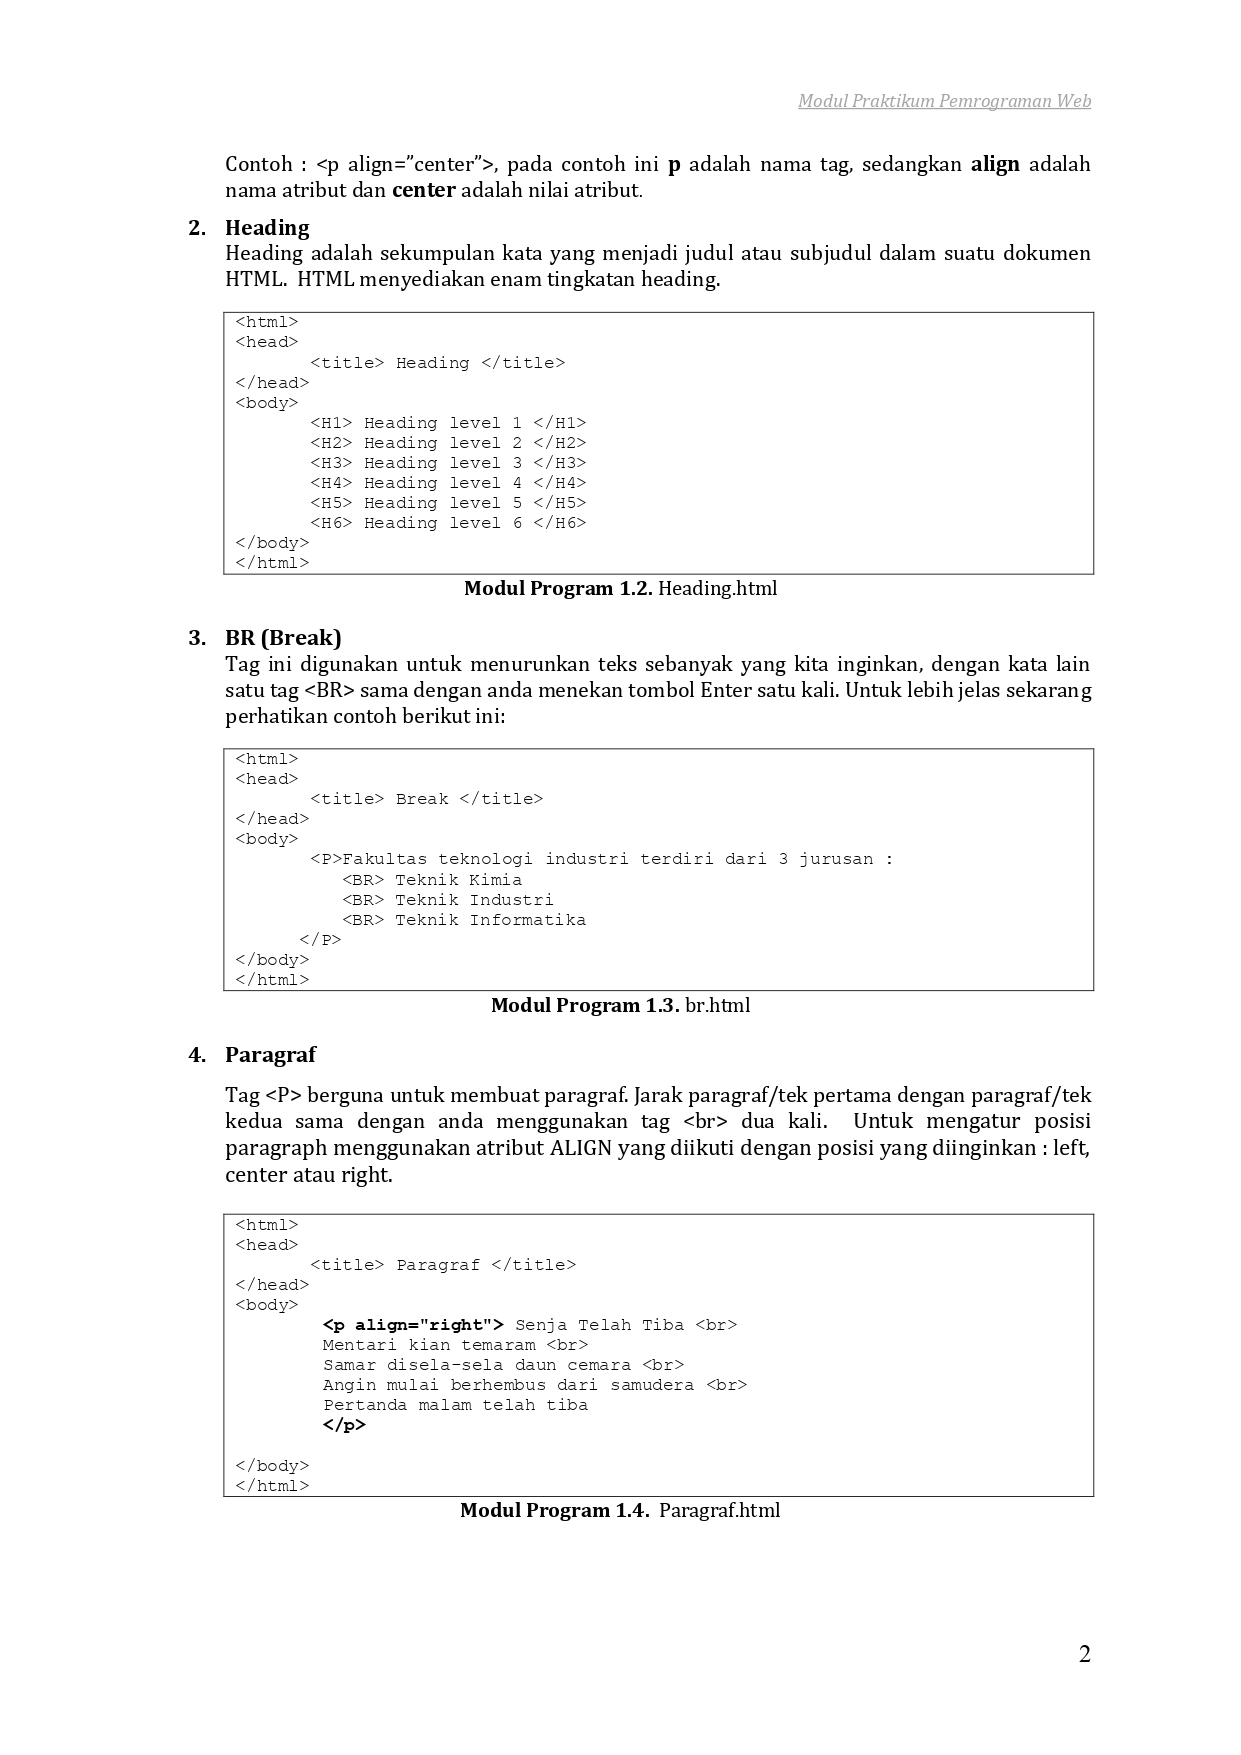 Modul Praktikum Pemrograman Web
Contoh : <p align=”center”>, pada contoh ini p adalah nama tag, sedangkan align adalah
nama atribut dan center adalah nilai atribut.
2. Heading
Heading adalah sekumpulan kata yang menjadi judul atau subjudul dalam suatu dokumen
HTML. HTML menyediakan enam tingkatan heading.
<html>
<head>
<title> Heading </title>
</head>
<body>
<H1> Heading level 1 </H1>
<H2> Heading level 2 </H2>
<H3> Heading level 3 </H3>
<H4> Heading level 4 </H4>
<H5> Heading level 5 </H5>
<H6> Heading level 6 </H6>
</body>
</html>
Modul Program 1.2. Heading.html
3. BR (Break)
Tag ini digunakan untuk menurunkan teks sebanyak yang kita inginkan, dengan kata lain
satu tag <BR> sama dengan anda menekan tombol Enter satu kali. Untuk lebih jelas sekarang
perhatikan contoh berikut ini:
<html>
<head>
<title> Break </title>
</head>
<body>
<P>Fakultas teknologi industri terdiri dari 3 jurusan :
<BR> Teknik Kimia
<BR> Teknik Industri
<BR> Teknik Informatika
</P>
</body>
</html>
Modul Program 1.3. br.html
4. Paragraf
Tag <P> berguna untuk membuat paragraf. Jarak paragraf/tek pertama dengan paragraf/tek
kedua sama dengan anda menggunakan tag <br> dua kali. Untuk mengatur posisi
paragraph menggunakan atribut ALIGN yang diikuti dengan posisi yang diinginkan : left,
center atau right.
<html>
<head>
<title> Paragraf </title>
</head>
<body>
<p align="right"> Senja Telah Tiba <br>
Mentari kian temaram <br>
Samar disela-sela daun cemara <br>
Angin mulai berhembus dari samudera <br>
Pertanda malam telah tiba
</p>
</body>
</html>
Modul Program 1.4. Paragraf.html
2